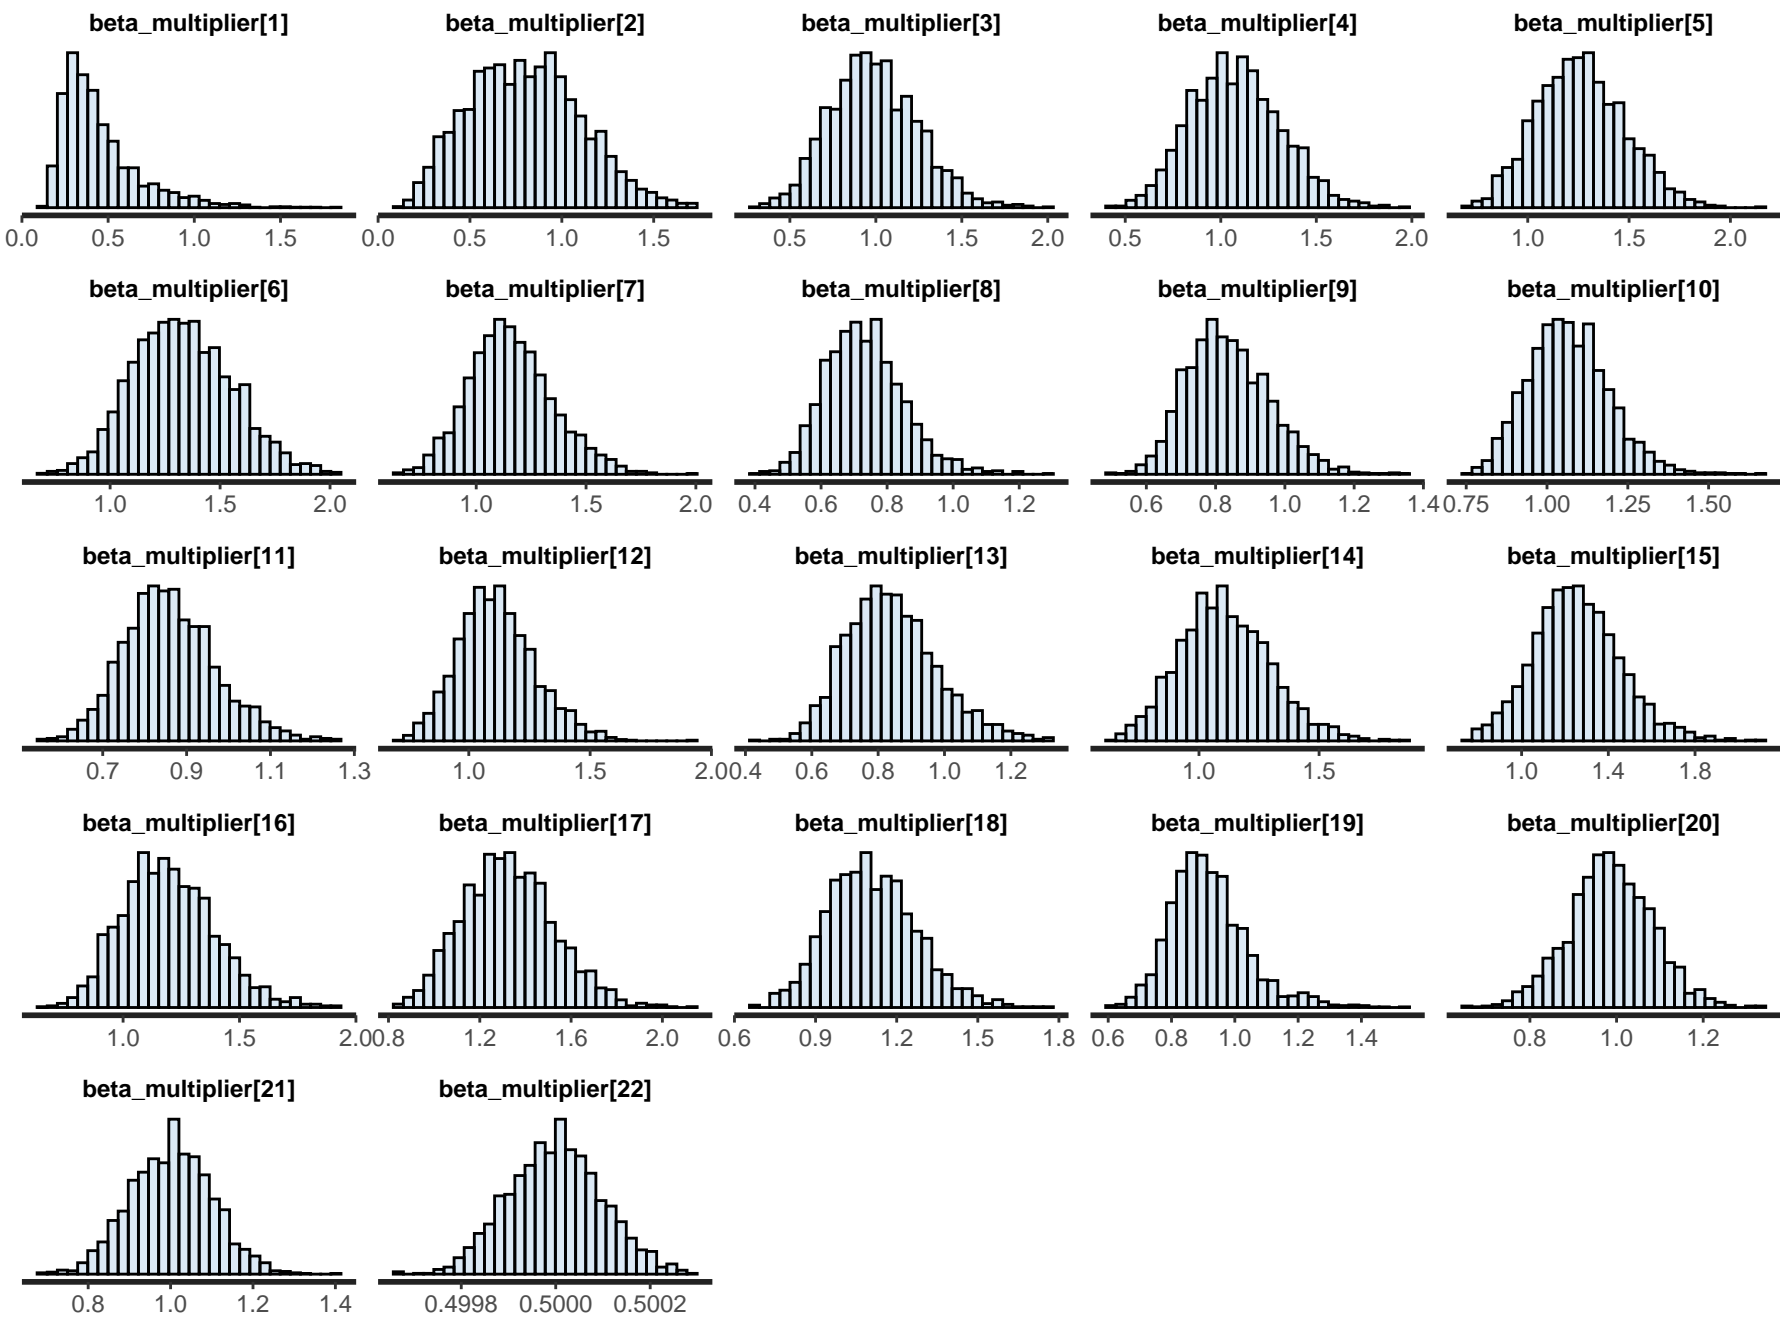 beta_multiplier[1] beta_multiplier[2] beta_multiplier[3] beta_multiplier[4] beta_multiplier[5]
0.0 0.5 1.0 1.5 0.0 0.5 1.0 1.5 0.5 1.0 1.5 2.0 0.5 1.0 1.5 2.0 1.0 1.5 2.0
beta_multiplier[6] beta_multiplier[7] beta_multiplier[8] beta_multiplier[9] beta_multiplier[10]
1.0 1.5 2.0 1.0 1.5 2.0 0.4 0.6 0.8 1.0 1.2 0.6 0.8 1.0 1.2 1.4 0.75 1.00 1.25 1.50
beta_multiplier[11] beta_multiplier[12] beta_multiplier[13] beta_multiplier[14] beta_multiplier[15]
0.7 0.9 1.1 1.3 1.0 1.5 2.0 0.4 0.6 0.8 1.0 1.2 1.0 1.5 1.0 1.4 1.8
beta_multiplier[16] beta_multiplier[17] beta_multiplier[18] beta_multiplier[19] beta_multiplier[20]
1.0 1.5 2.0 0.8 1.2 1.6 2.0 0.6 0.9 1.2 1.5 1.8 0.6 0.8 1.0 1.2 1.4 0.8 1.0 1.2
beta_multiplier[21] beta_multiplier[22]
0.8 1.0 1.2 1.4 0.4998 0.5000 0.5002